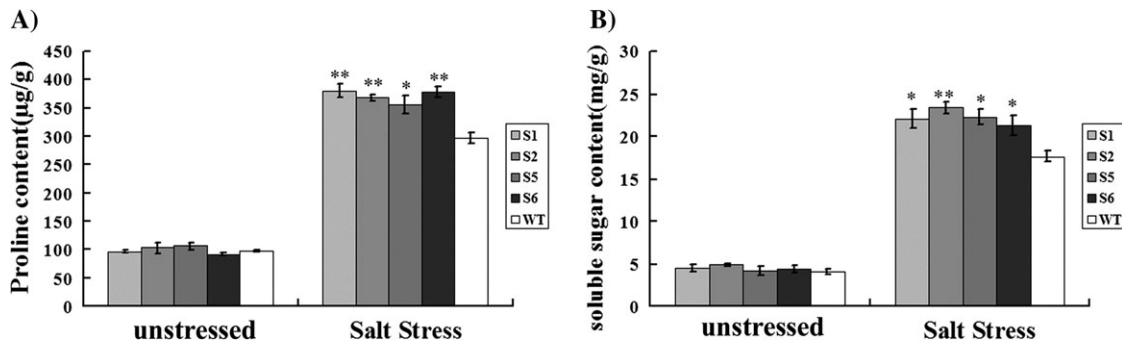 A)
Proline content(μg/g)
450
400
350
300
250
200
150
100
50
0
** ** * **
unstressed Salt Stress
S1
S2
S5
S6
WT
B)
soluble sugar content(mg/g)
30
25
20
15
10
5
0
* ** * *
unstressed Salt Stress
S1
S2
S5
S6
WT